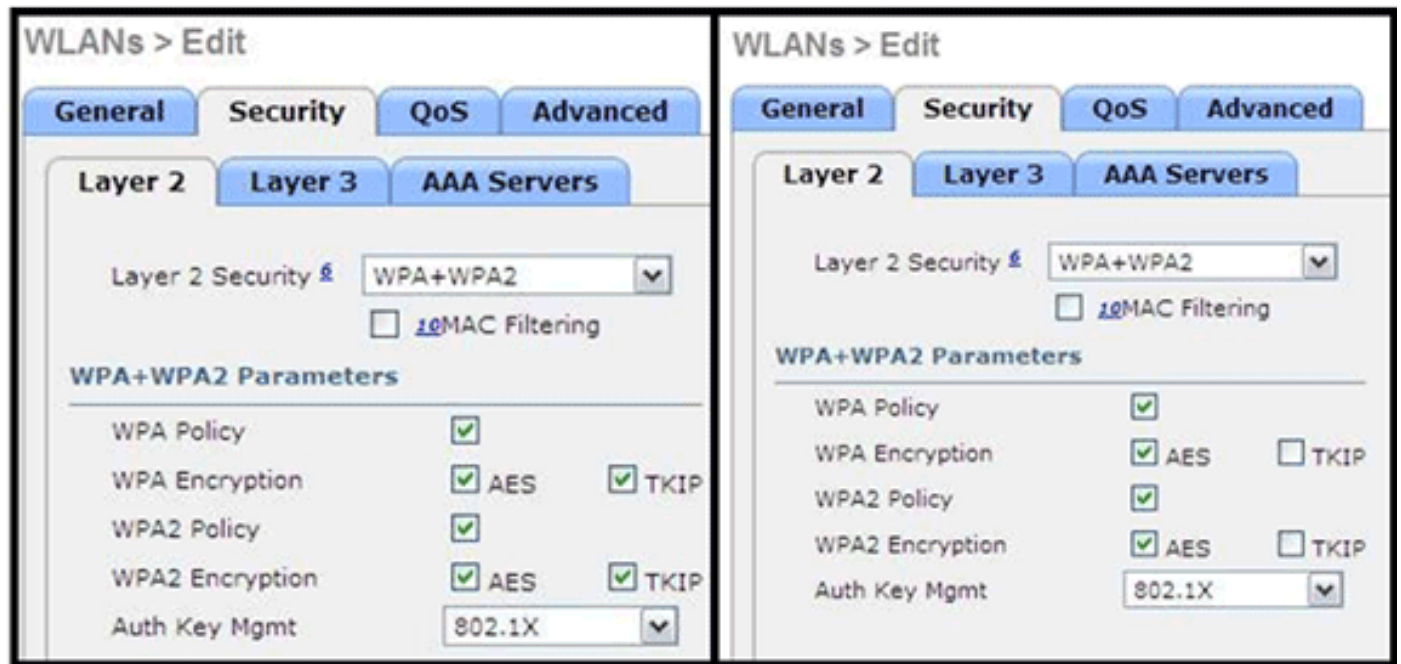 WLANs > Edit
General Security QoS Advanced
Layer 2 Layer 3 AAA Servers
Layer 2 Security 6 WPA+WPA2
10MAC Filtering
WPA+WPA2 Parameters
WPA Policy
WPA Encryption AES TKIP
WPA2 Policy
WPA2 Encryption AES TKIP
Auth Key Mgmt 802.1X
WLANs > Edit
General Security QoS Advanced
Layer 2 Layer 3 AAA Servers
Layer 2 Security 6 WPA+WPA2
10MAC Filtering
WPA+WPA2 Parameters
WPA Policy
WPA Encryption AES TKIP
WPA2 Policy
WPA2 Encryption AES TKIP
Auth Key Mgmt 802.1X